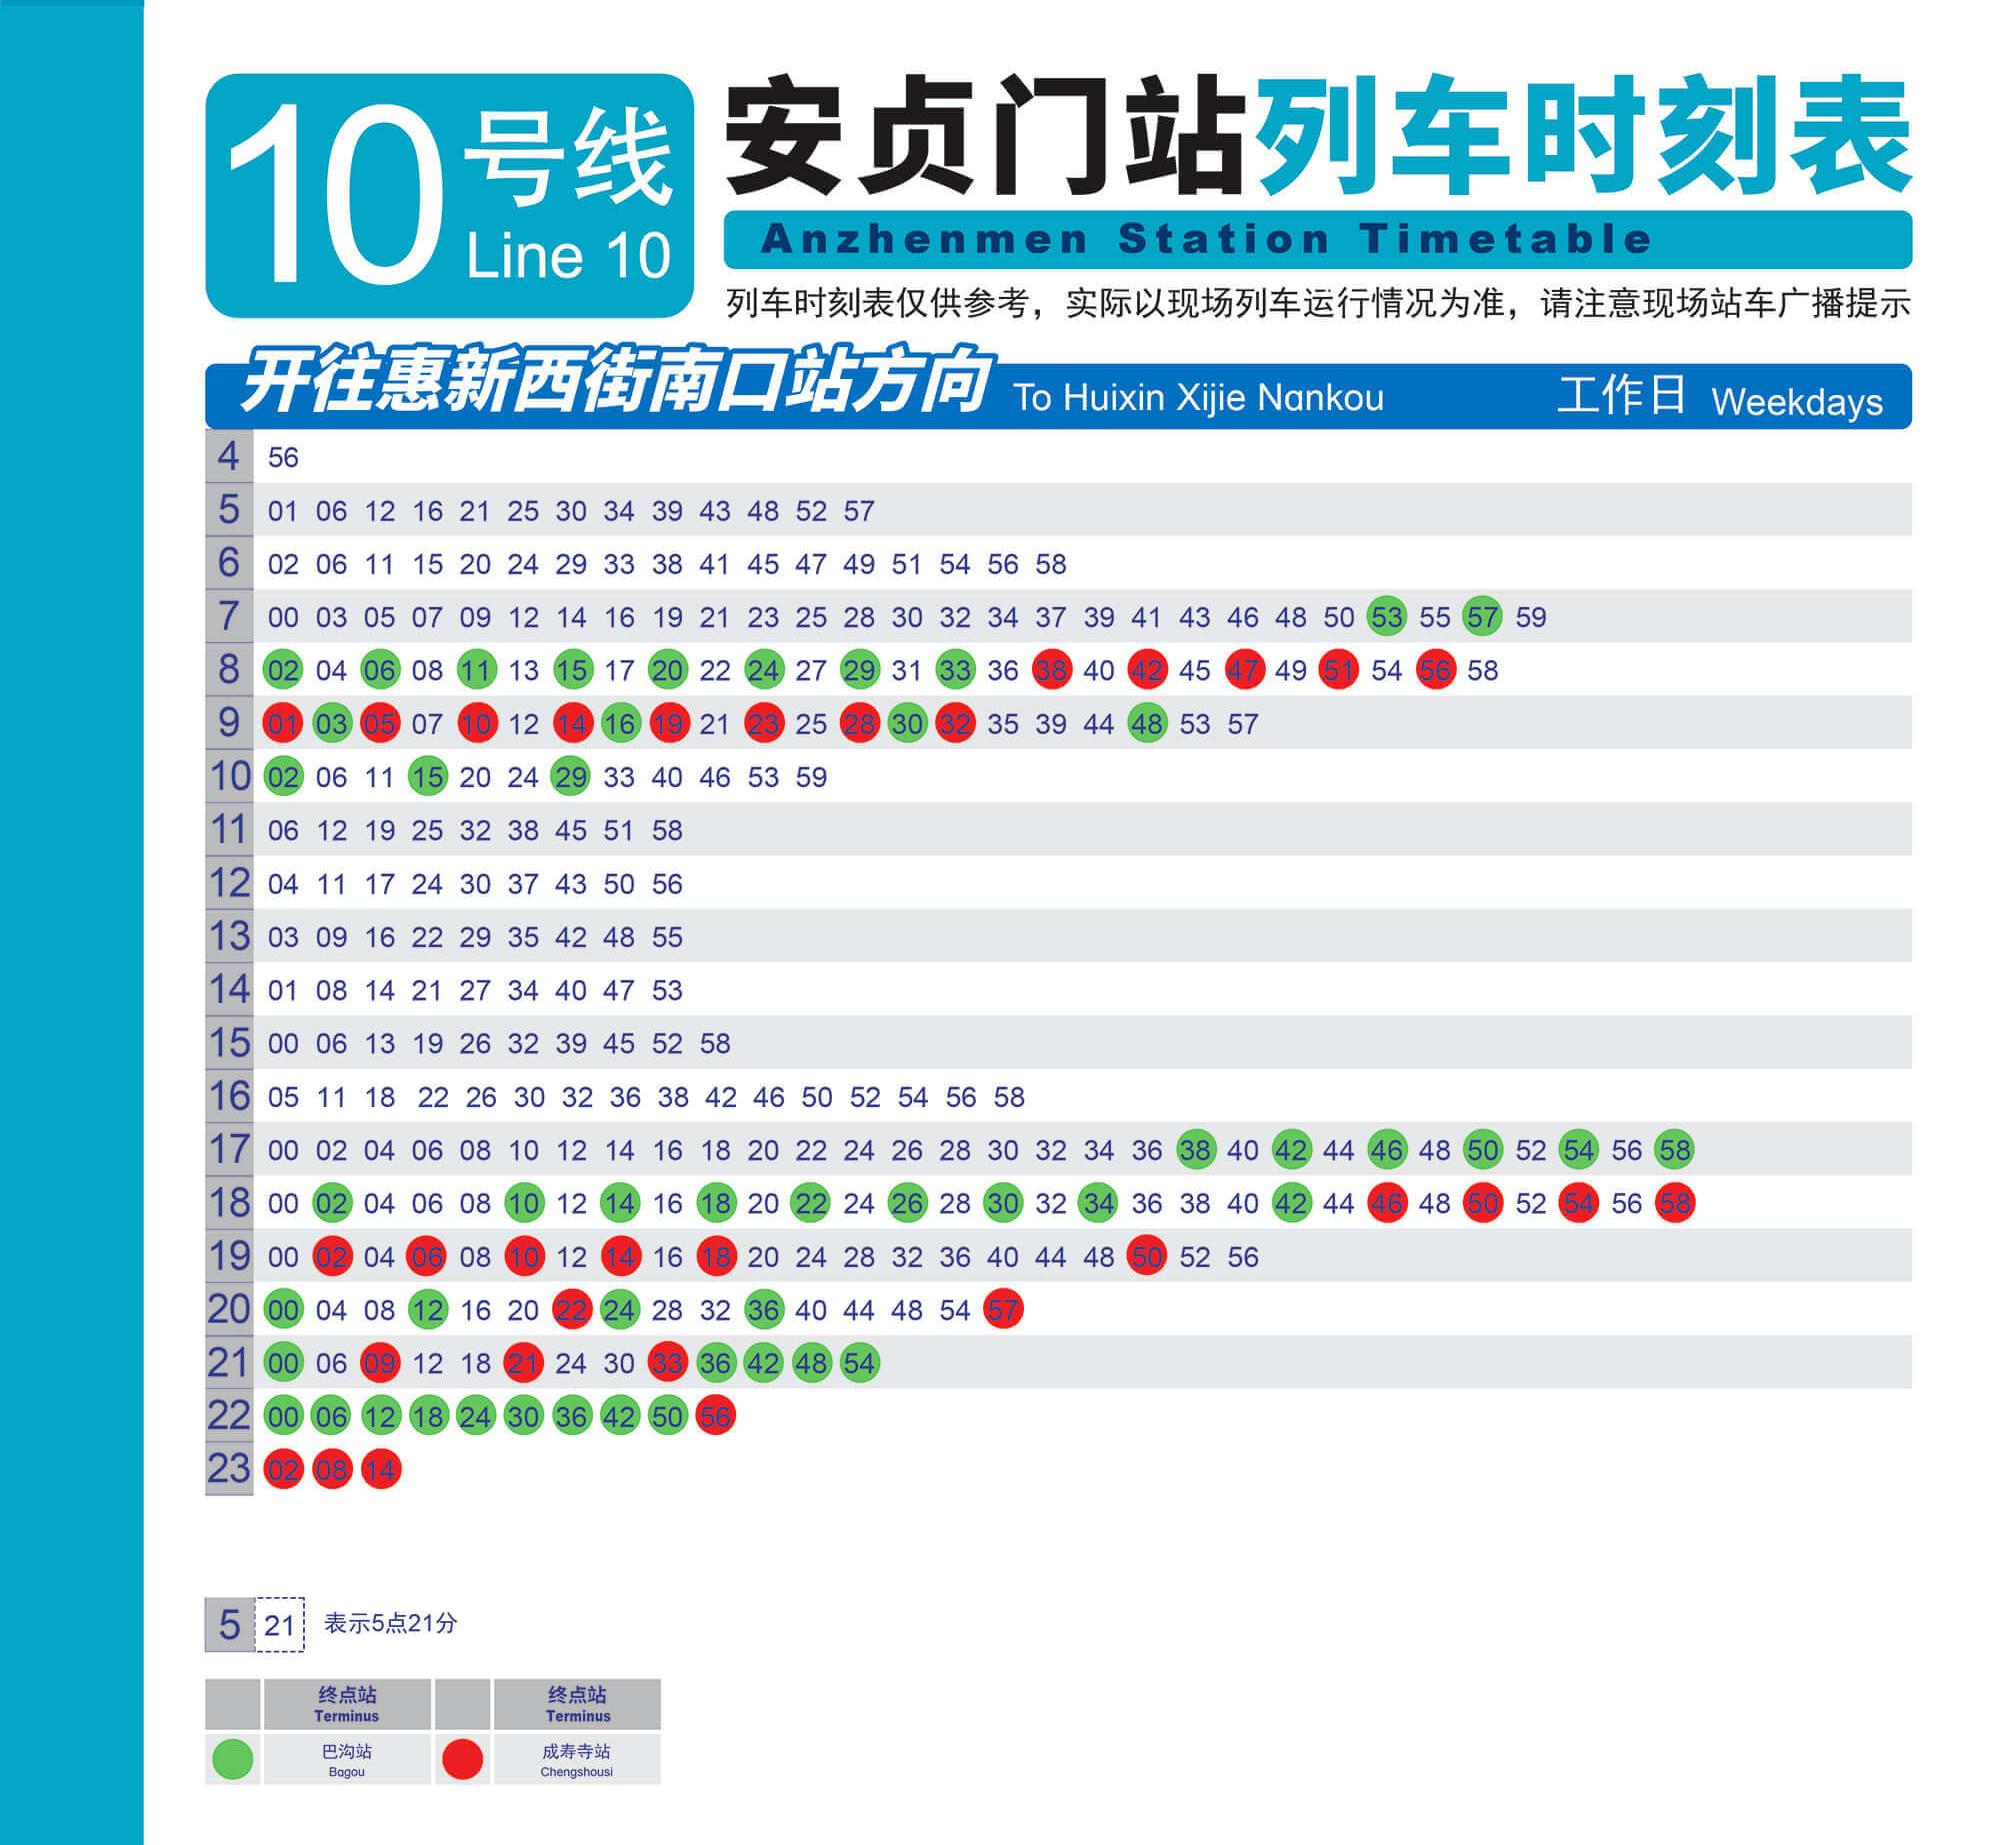 10号线
Line 10
安贞门站列车时刻表
Anzhenmen Station Timetable
列车时刻表仅供参考，实际以现场列车运行情况为准，请注意现场站车广播提示
开往惠新西街南口站方向 To Huixin Xijie Nankou 工作日 Weekdays
4 56
5 01 06 12 16 21 25 30 34 39 43 48 52 57
6 02 06 11 15 20 24 29 33 38 41 45 47 49 51 54 56 58
7 00 03 05 07 09 12 14 16 19 21 23 25 28 30 32 34 37 39 41 43 46 48 50 53 55 57 59
8 02 04 06 08 11 13 15 17 20 22 24 27 29 31 33 36 38 40 42 45 47 49 51 54 56 58
9 01 03 05 07 10 12 14 16 19 21 23 25 28 30 32 35 39 44 48 53 57
10 02 06 11 15 20 24 29 33 40 46 53 59
11 06 12 19 25 32 38 45 51 58
12 04 11 17 24 30 37 43 50 56
13 03 09 16 22 29 35 42 48 55
14 01 08 14 21 27 34 40 47 53
15 00 06 13 19 26 32 39 45 52 58
16 05 11 18 22 26 30 32 36 38 42 46 50 52 54 56 58
17 00 02 04 06 08 10 12 14 16 18 20 22 24 26 28 30 32 34 36 38 40 42 44 46 48 50 52 54 56 58
18 00 02 04 06 08 10 12 14 16 18 20 22 24 26 28 30 32 34 36 38 40 42 44 46 48 50 52 54 56 58
19 00 02 04 06 08 10 12 14 16 18 20 24 28 32 36 40 44 48 50 52 56
20 00 04 08 12 16 20 22 24 28 32 36 40 44 48 54 57
21 00 06 09 12 18 21 24 30 33 36 42 48 54
22 00 06 12 18 24 30 36 42 50 56
23 02 08 14
5 21 表示5点21分
终点站 终点站
Terminus Terminus
巴沟站 成寿寺站
Bagou Chengshousi